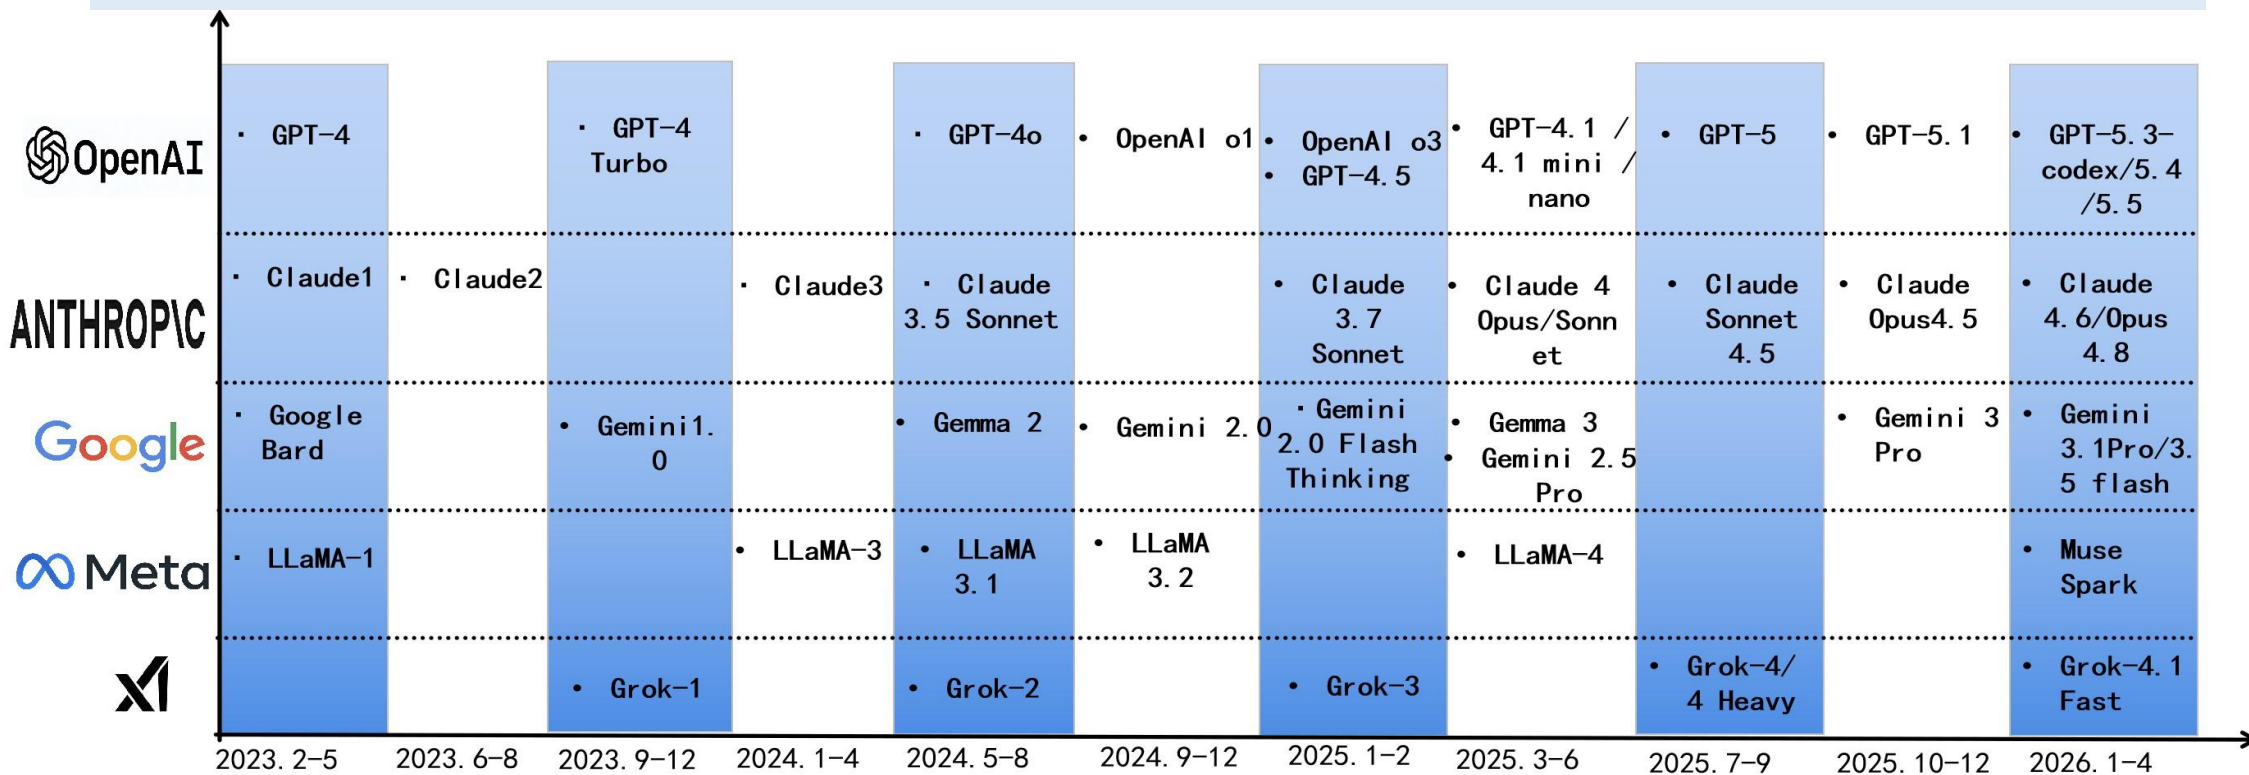 OpenAI
· GPT-4
· GPT-4
Turbo
· GPT-4o
• OpenAI o1
• OpenAI o3
• GPT-4.5
• GPT-4.1 /
4.1 mini /
nano
• GPT-5
• GPT-5.1
• GPT-5.3-
codex/5.4
/5.5
ANTHROP\C
· Claude1
· Claude2
· Claude3
· Claude
3.5 Sonnet
• Claude
3.7
Sonnet
• Claude 4
Opus/Sonn
et
• Claude
Sonnet
4.5
• Claude
Opus4.5
• Claude
4.6/Opus
4.8
Google
· Google
Bard
• Gemini1.
0
• Gemma 2
• Gemini 2.0
· Gemini
2.0 Flash
Thinking
• Gemma 3
• Gemini 2.5
Pro
• Gemini 3
Pro
• Gemini
3.1Pro/3.
5 flash
Meta
· LLaMA-1
• LLaMA-3
• LLaMA
3.1
• LLaMA
3.2
• LLaMA-4
• Muse
Spark
xI
• Grok-1
• Grok-2
• Grok-3
• Grok-4/
4 Heavy
• Grok-4.1
Fast
2023.2-5
2023.6-8
2023.9-12
2024.1-4
2024.5-8
2024.9-12
2025.1-2
2025.3-6
2025.7-9
2025.10-12
2026.1-4